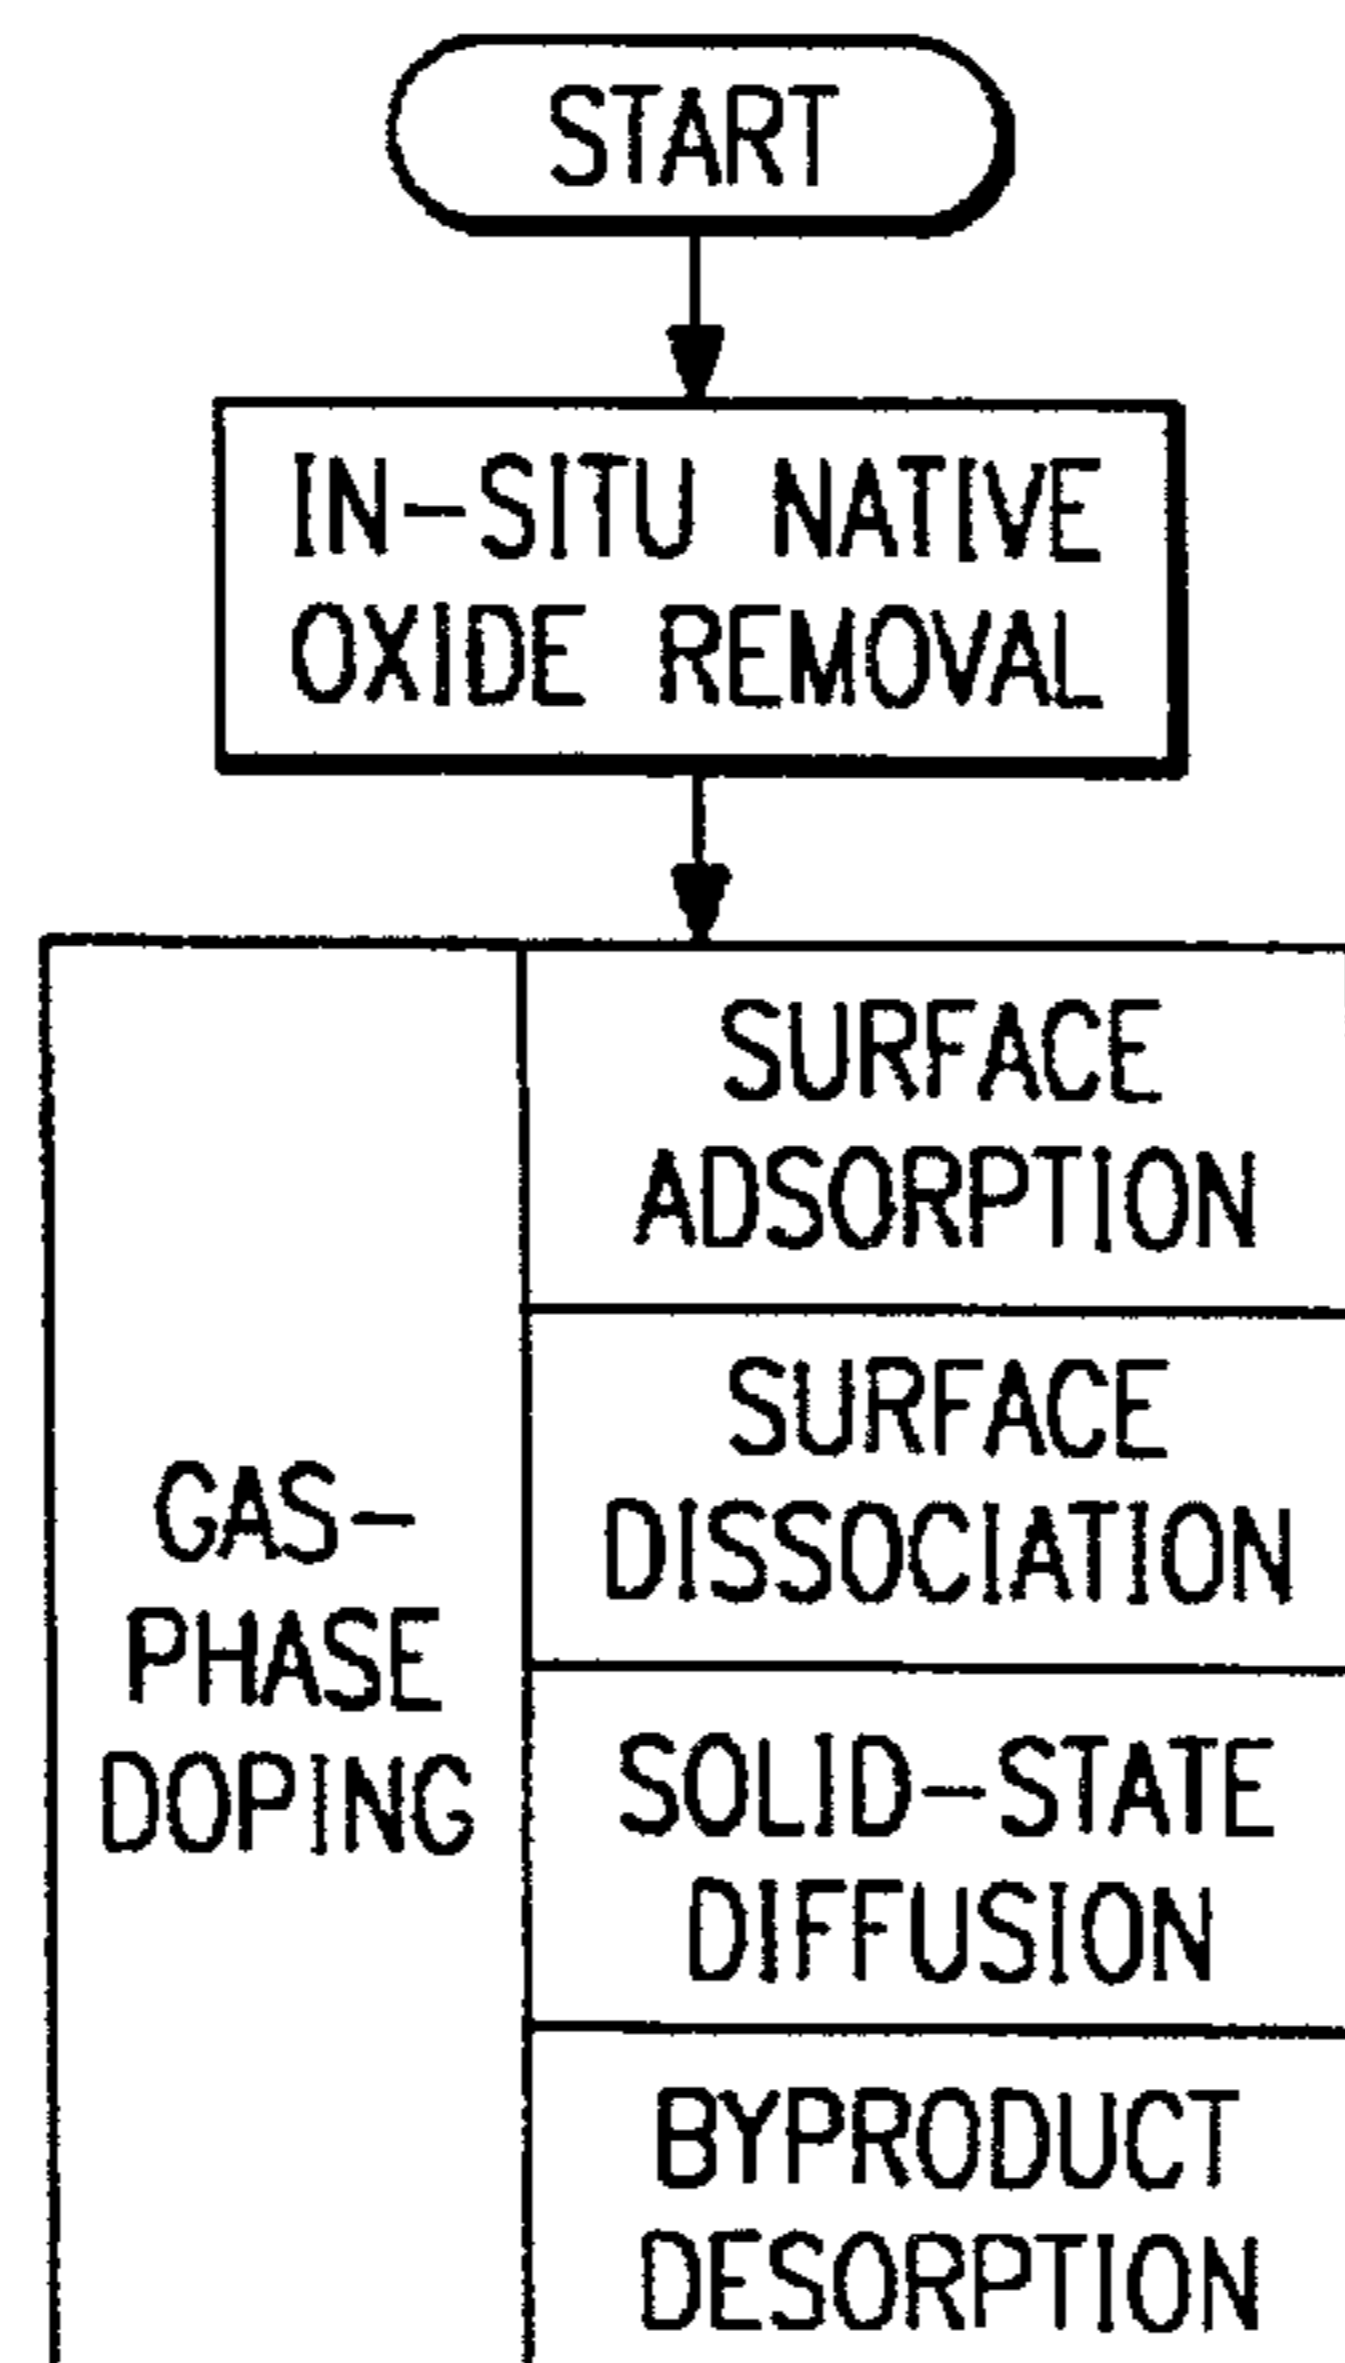 START
IN-SITU NATIVE
OXIDE REMOVAL
GAS-
PHASE
DOPING
SURFACE
ADSORPTION
SURFACE
DISSOCIATION
SOLID-STATE
DIFFUSION
BYPRODUCT
DESORPTION